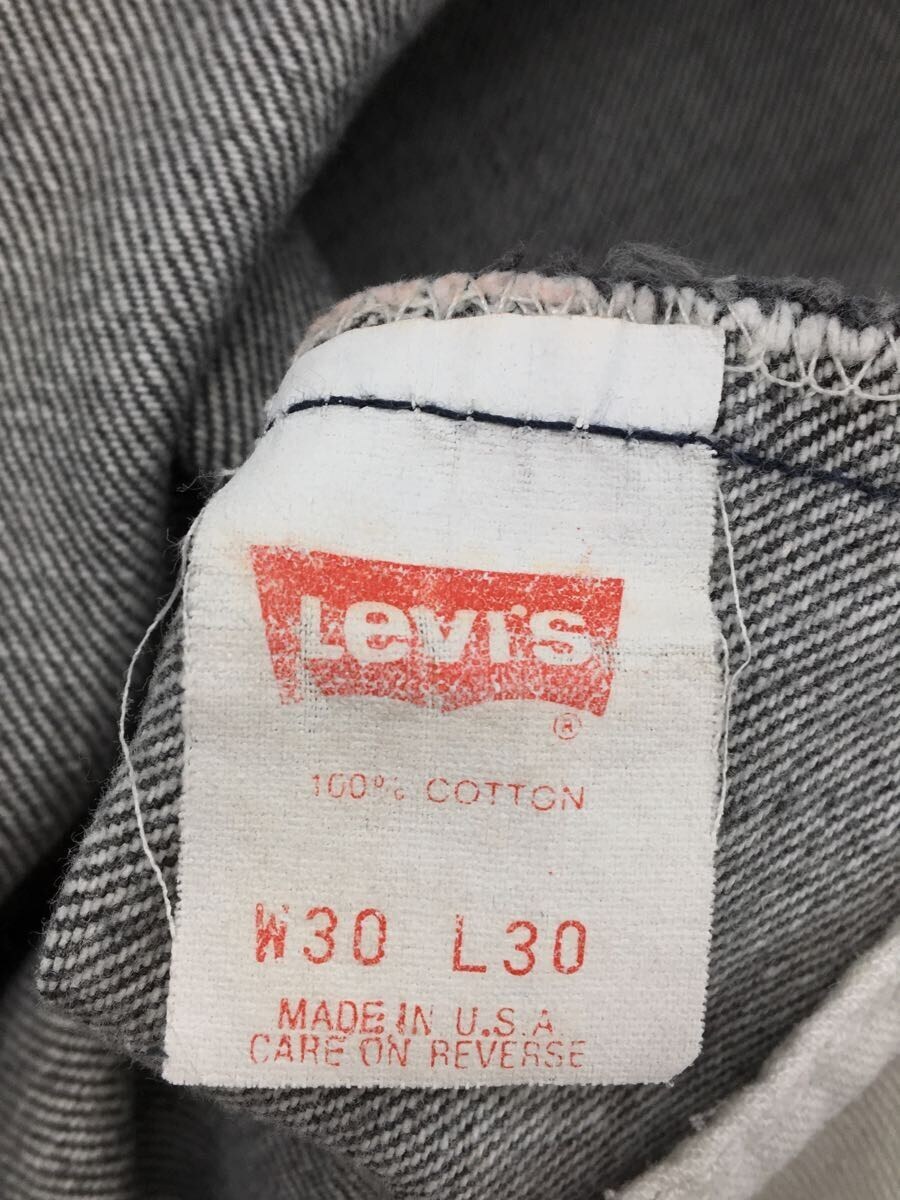 Levi's
®
100% COTTON
W30 L30
MADE IN U.S.A.
CARE ON REVERSE